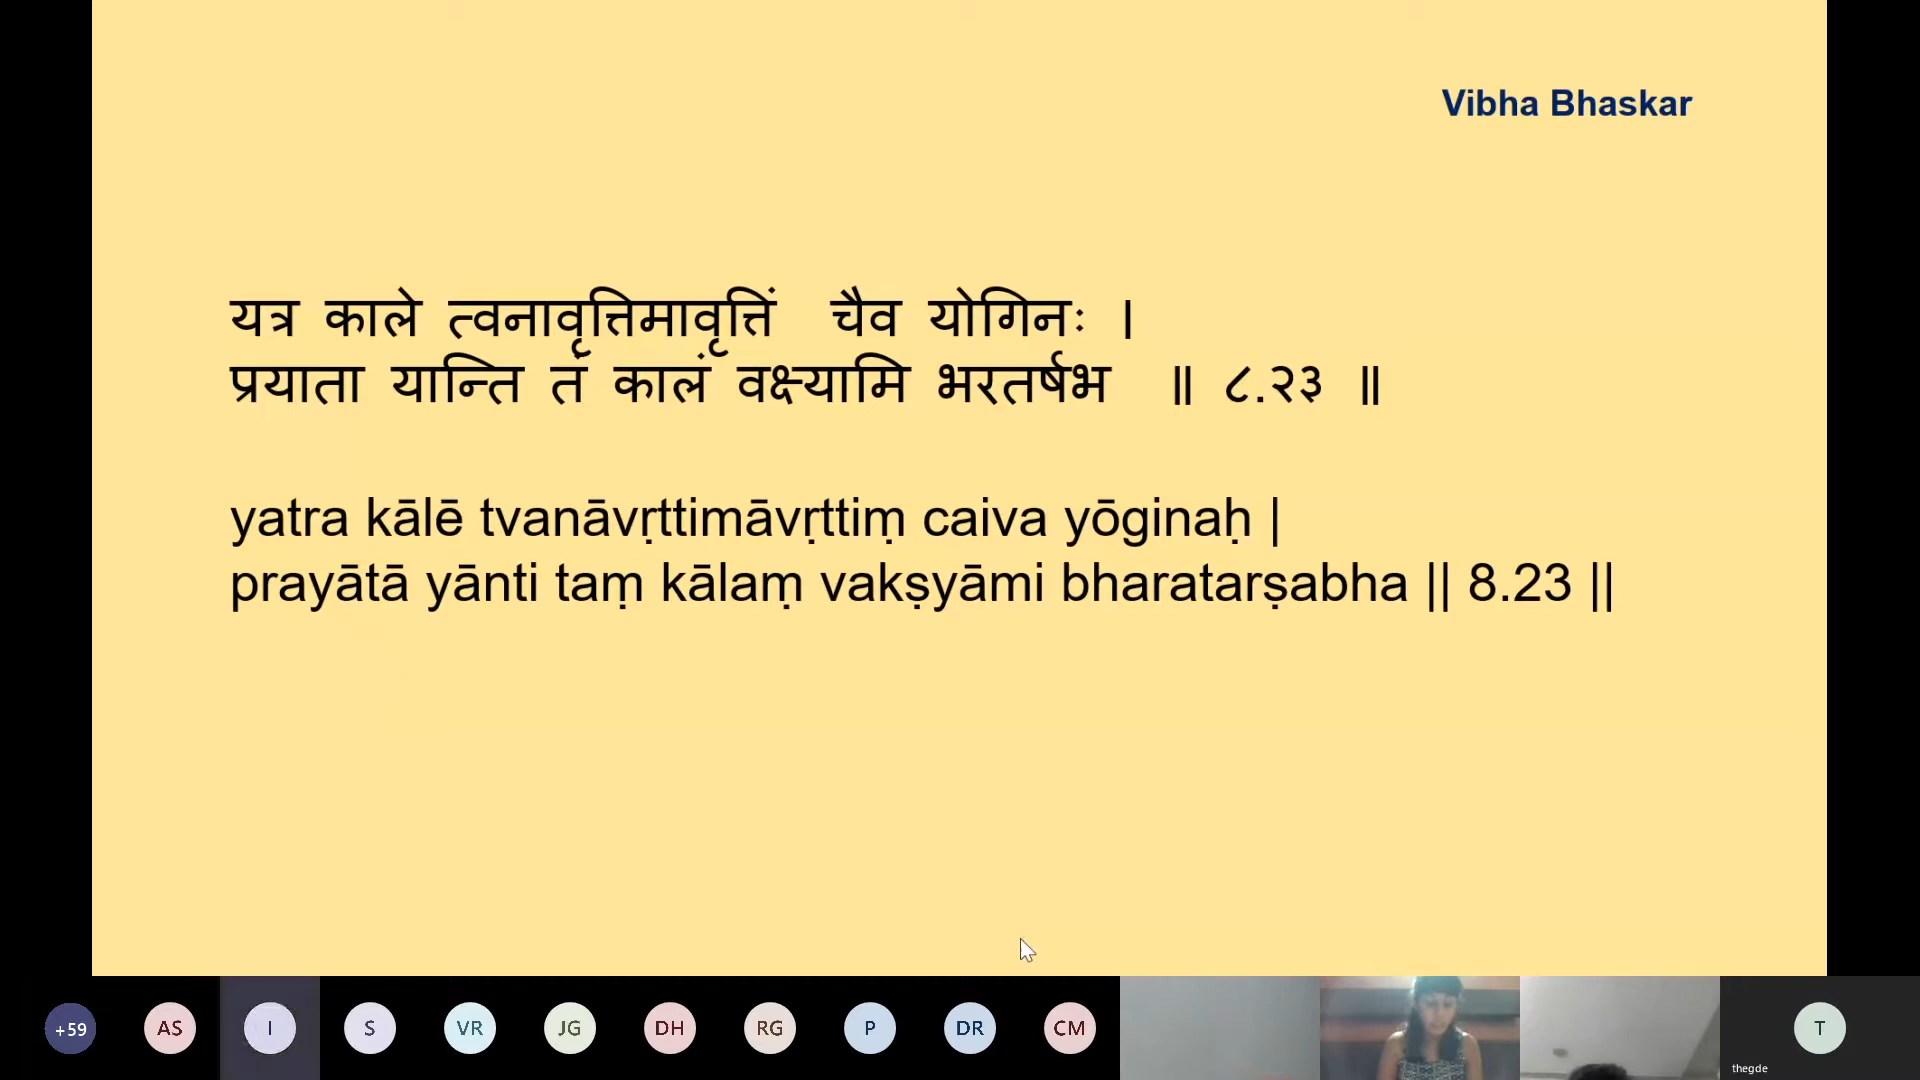 Vibha Bhaskar
यत्र काले त्वनावृत्तिमावृत्तिं चैव योगिनः ।
प्रयाता यान्ति तं कालं वक्ष्यामि भरतर्षभ ॥ ८.२३ ॥
yatra kālē tvanāvṛttimāvṛttiṃ caiva yōginaḥ |
prayātā yānti taṃ kālaṃ vakṣyāmi bharatarṣabha || 8.23 ||
+59 AS I S VR JG DH RG P DR CM T
thegde